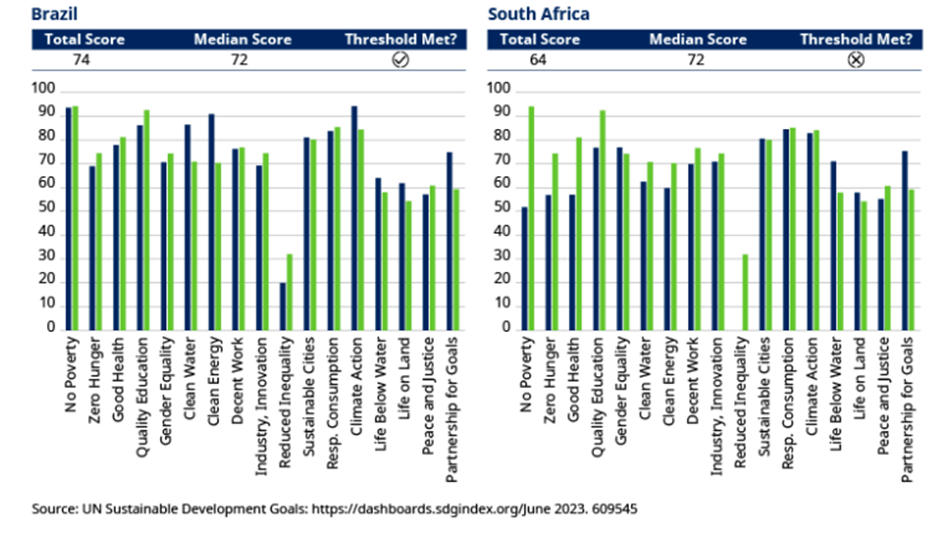 Brazil
Total Score Median Score Threshold Met?
74 72
100
90
80
70
60
50
40
30
20
10
0
No Poverty
Zero Hunger
Good Health
Quality Education
Gender Equality
Clean Water
Clean Energy
Decent Work
Industry, Innovation
Reduced Inequality
Sustainable Cities
Resp. Consumption
Climate Action
Life Below Water
Life on Land
Peace and Justice
Partnership for Goals
South Africa
Total Score Median Score Threshold Met?
64 72
100
90
80
70
60
50
40
30
20
10
0
No Poverty
Zero Hunger
Good Health
Quality Education
Gender Equality
Clean Water
Clean Energy
Decent Work
Industry, Innovation
Reduced Inequality
Sustainable Cities
Resp. Consumption
Climate Action
Life Below Water
Life on Land
Peace and Justice
Partnership for Goals
Source: UN Sustainable Development Goals: https://dashboards.sdgindex.org/June 2023. 609545